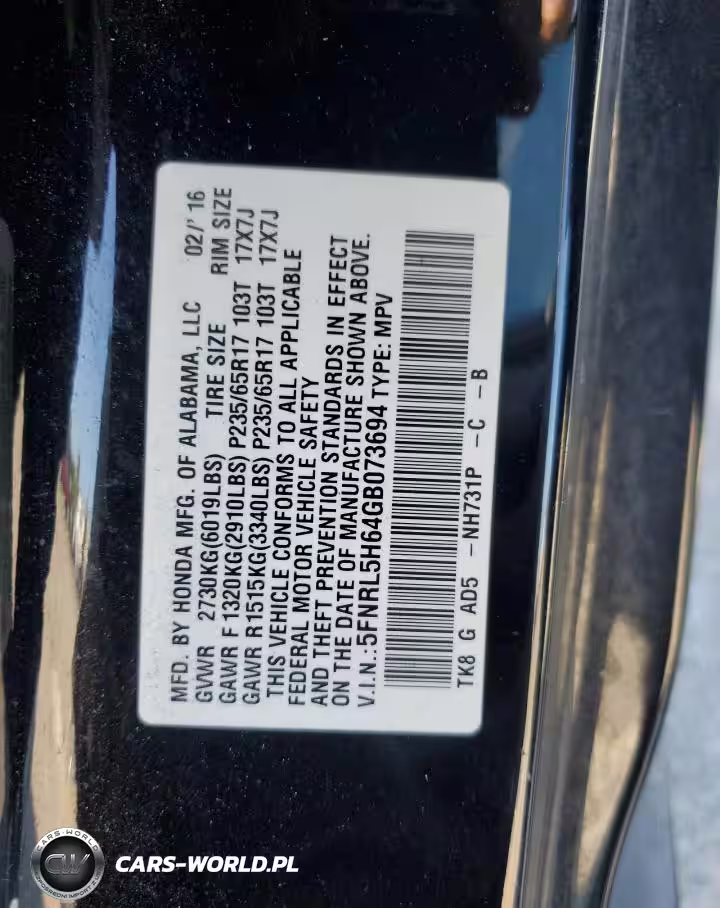 MFD. BY HONDA MFG. OF ALABAMA, LLC 02/' 16
GVWR 2730KG(6019LBS) TIRE SIZE RIM SIZE
GAWR F 1320KG(2910LBS) P235/65R17 103T 17X7J
GAWR R1515KG(3340LBS) P235/65R17 103T 17X7J
THIS VEHICLE CONFORMS TO ALL APPLICABLE
FEDERAL MOTOR VEHICLE SAFETY
AND THEFT PREVENTION STANDARDS IN EFFECT
ON THE DATE OF MANUFACTURE SHOWN ABOVE.
V.I.N.:5FNRL5H64GB073694 TYPE: MPV
TK8 G AD5 -NH731P -C -B
CARS-WORLD
CW
CARS-WORLD.PL